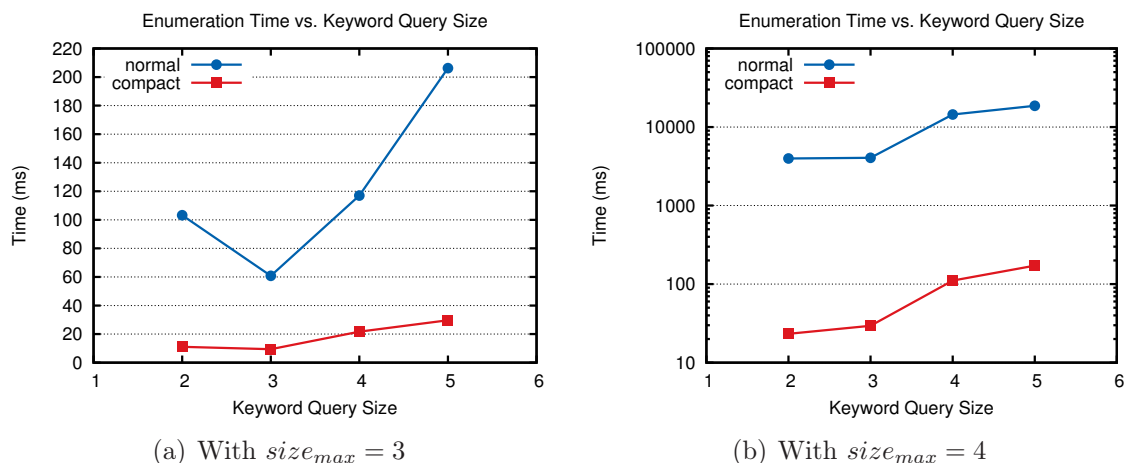 Enumeration Time vs. Keyword Query Size
220
200
180
160
140
120
100
80
60
40
20
0
Time (ms)
normal
compact
1 2 3 4 5 6
Keyword Query Size
(a) With size_max = 3
Enumeration Time vs. Keyword Query Size
100000
10000
1000
100
10
Time (ms)
normal
compact
1 2 3 4 5 6
Keyword Query Size
(b) With size_max = 4